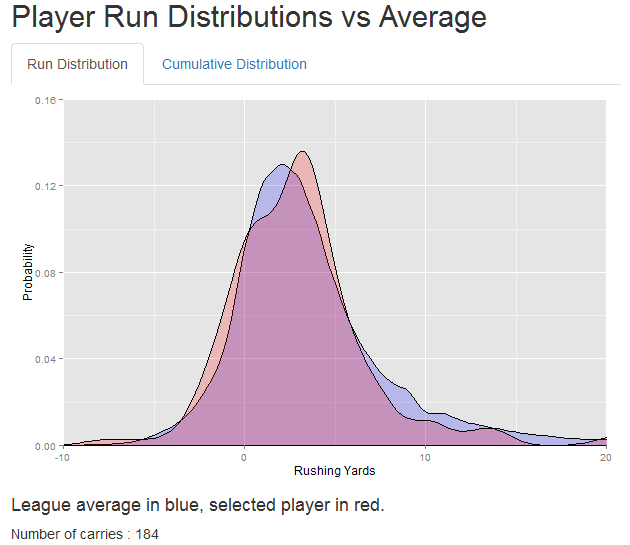 Player Run Distributions vs Average
Run Distribution
Cumulative Distribution
0.16
0.12
0.08
0.04
0.00
Probability
-10
0
10
20
Rushing Yards
League average in blue, selected player in red.
Number of carries : 184